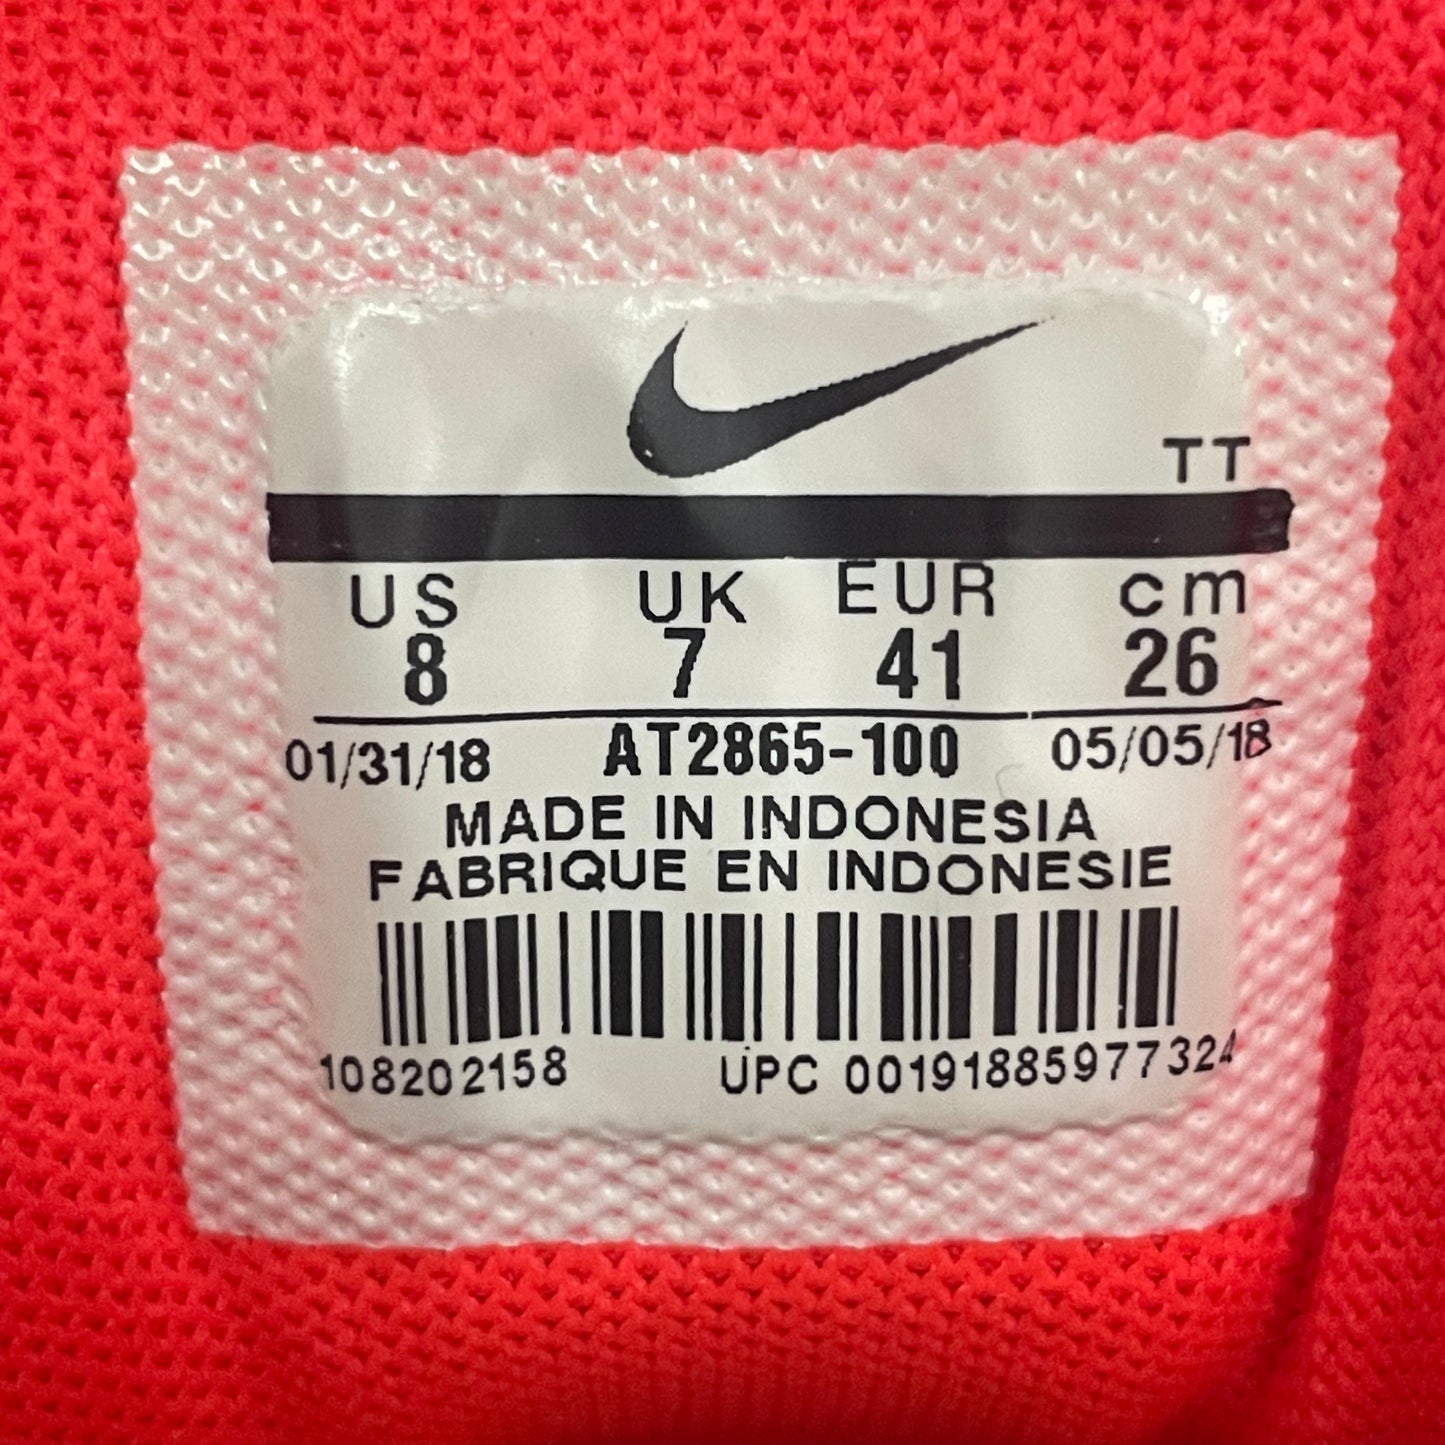 TT
US UK EUR cm
8 7 41 26
01/31/18 AT2865-100 05/05/18
MADE IN INDONESIA
FABRIQUE EN INDONESIE
108202158 UPC 00191885977324